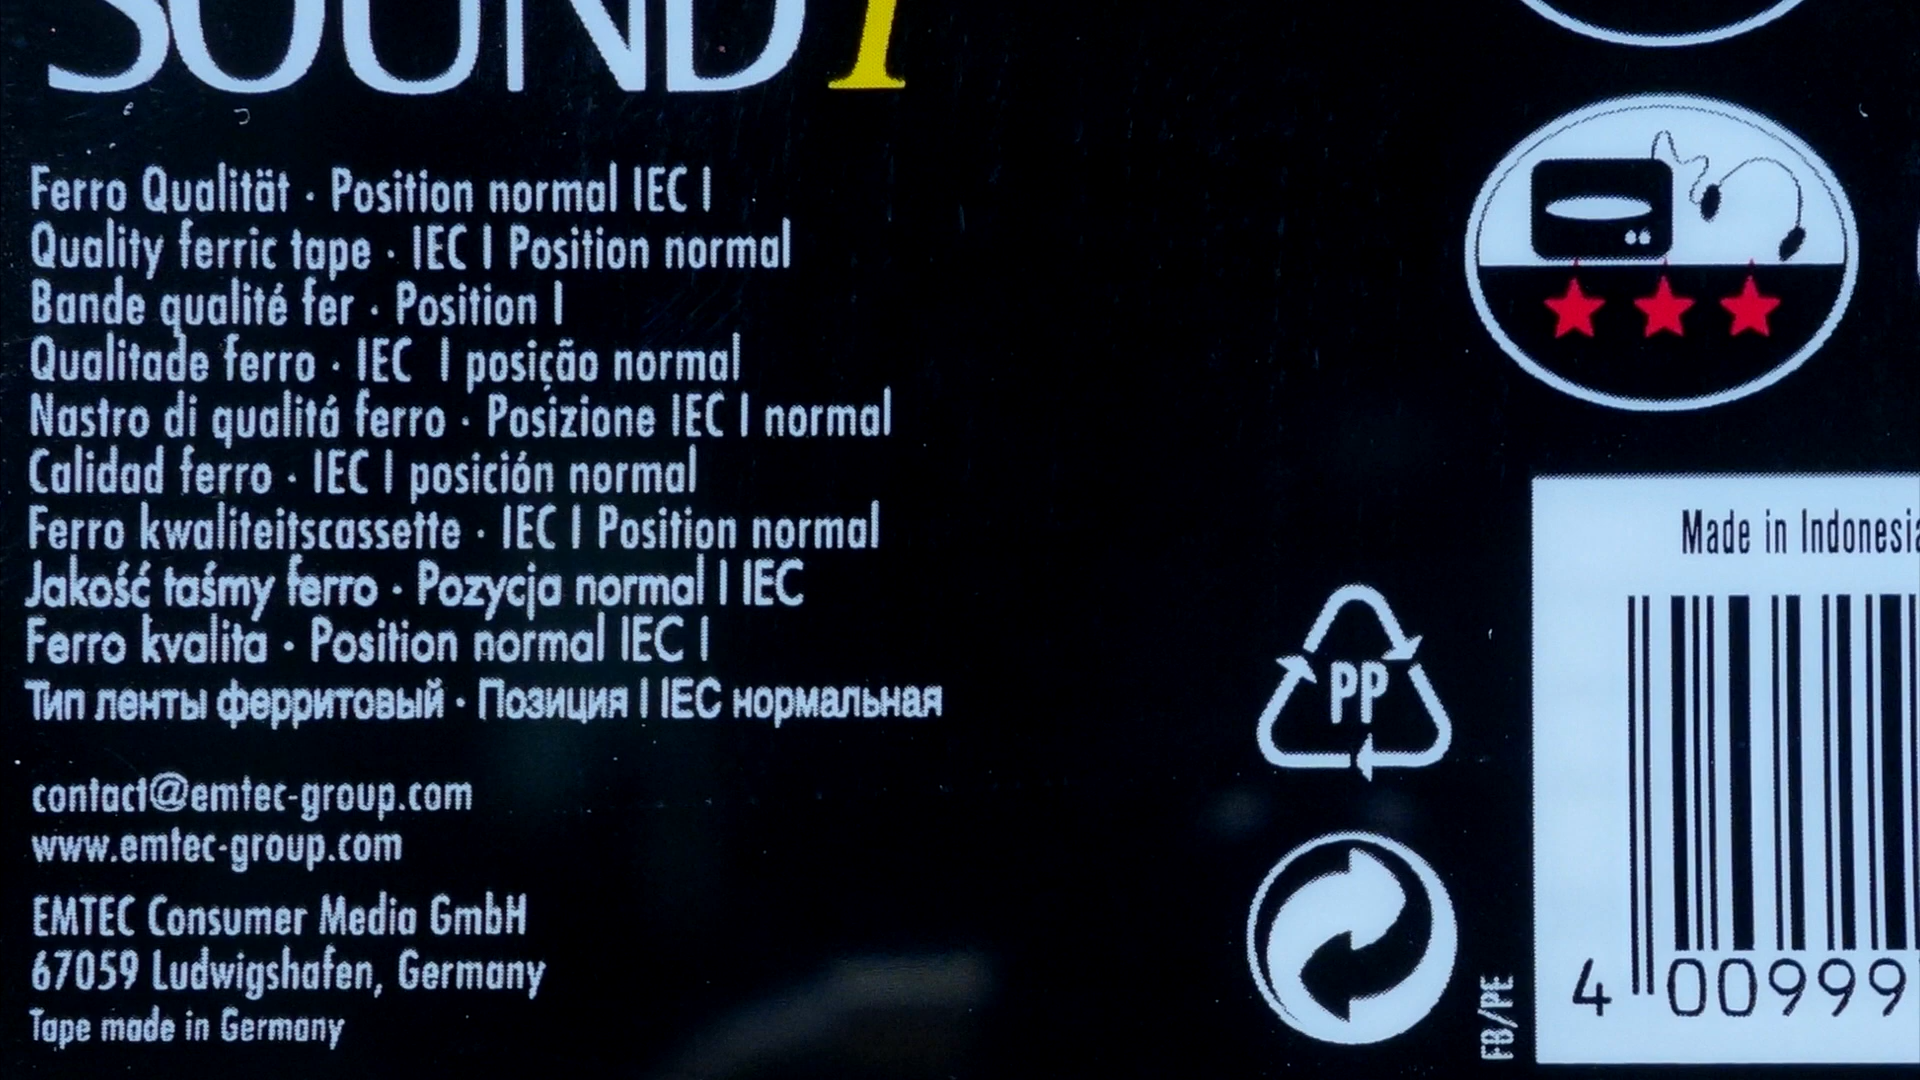 SOUND I
Ferro Qualität · Position normal IEC I
Quality ferric tape · IEC I Position normal
Bande qualité fer · Position I
Qualitade ferro · IEC I posição normal
Nastro di qualitá ferro · Posizione IEC I normal
Calidad ferro · IEC I posición normal
Ferro kwaliteitscassette · IEC I Position normal
Jakość taśmy ferro · Pozycja normal I IEC
Ferro kvalita · Position normal IEC I
Тип ленты ферритовый · Позиция I IEC нормальная
contact@emtec-group.com
www.emtec-group.com
EMTEC Consumer Media GmbH
67059 Ludwigshafen, Germany
Tape made in Germany
PP
FB/PE
Made in Indonesia
4 00999